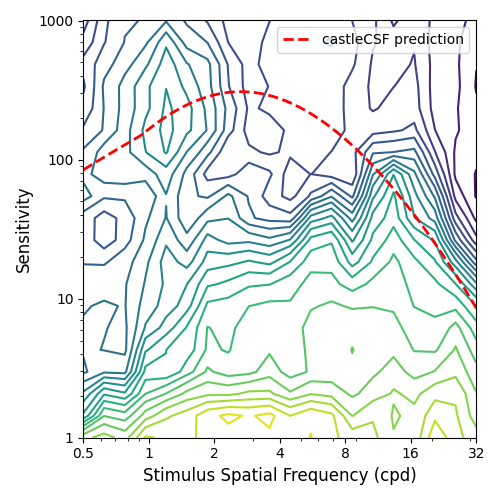 1000
castleCSF prediction
100
Sensitivity
10
1
0.5 1 2 4 8 16 32
Stimulus Spatial Frequency (cpd)